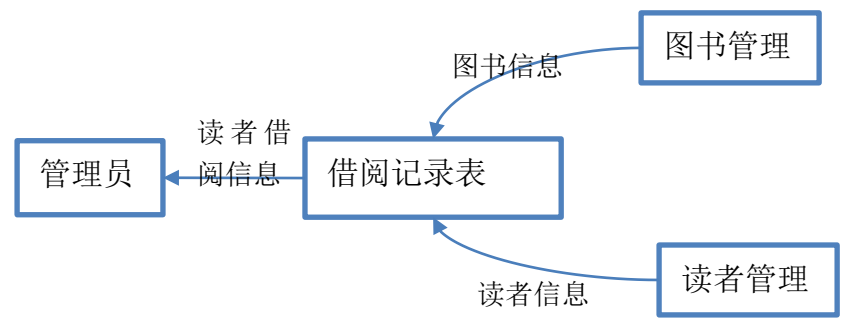 图书管理
图书信息
读者借
阅信息
管理员
借阅记录表
读者管理
读者信息